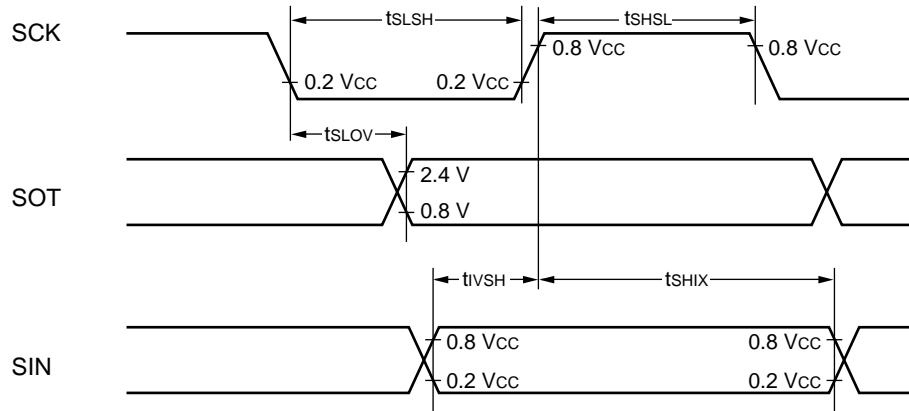 tSLSH tSHSL
SCK
0.8 VCC 0.8 VCC
0.2 VCC 0.2 VCC
tSLOV
2.4 V
SOT
0.8 V
tIVSH tSHIX
0.8 VCC 0.8 VCC
SIN
0.2 VCC 0.2 VCC